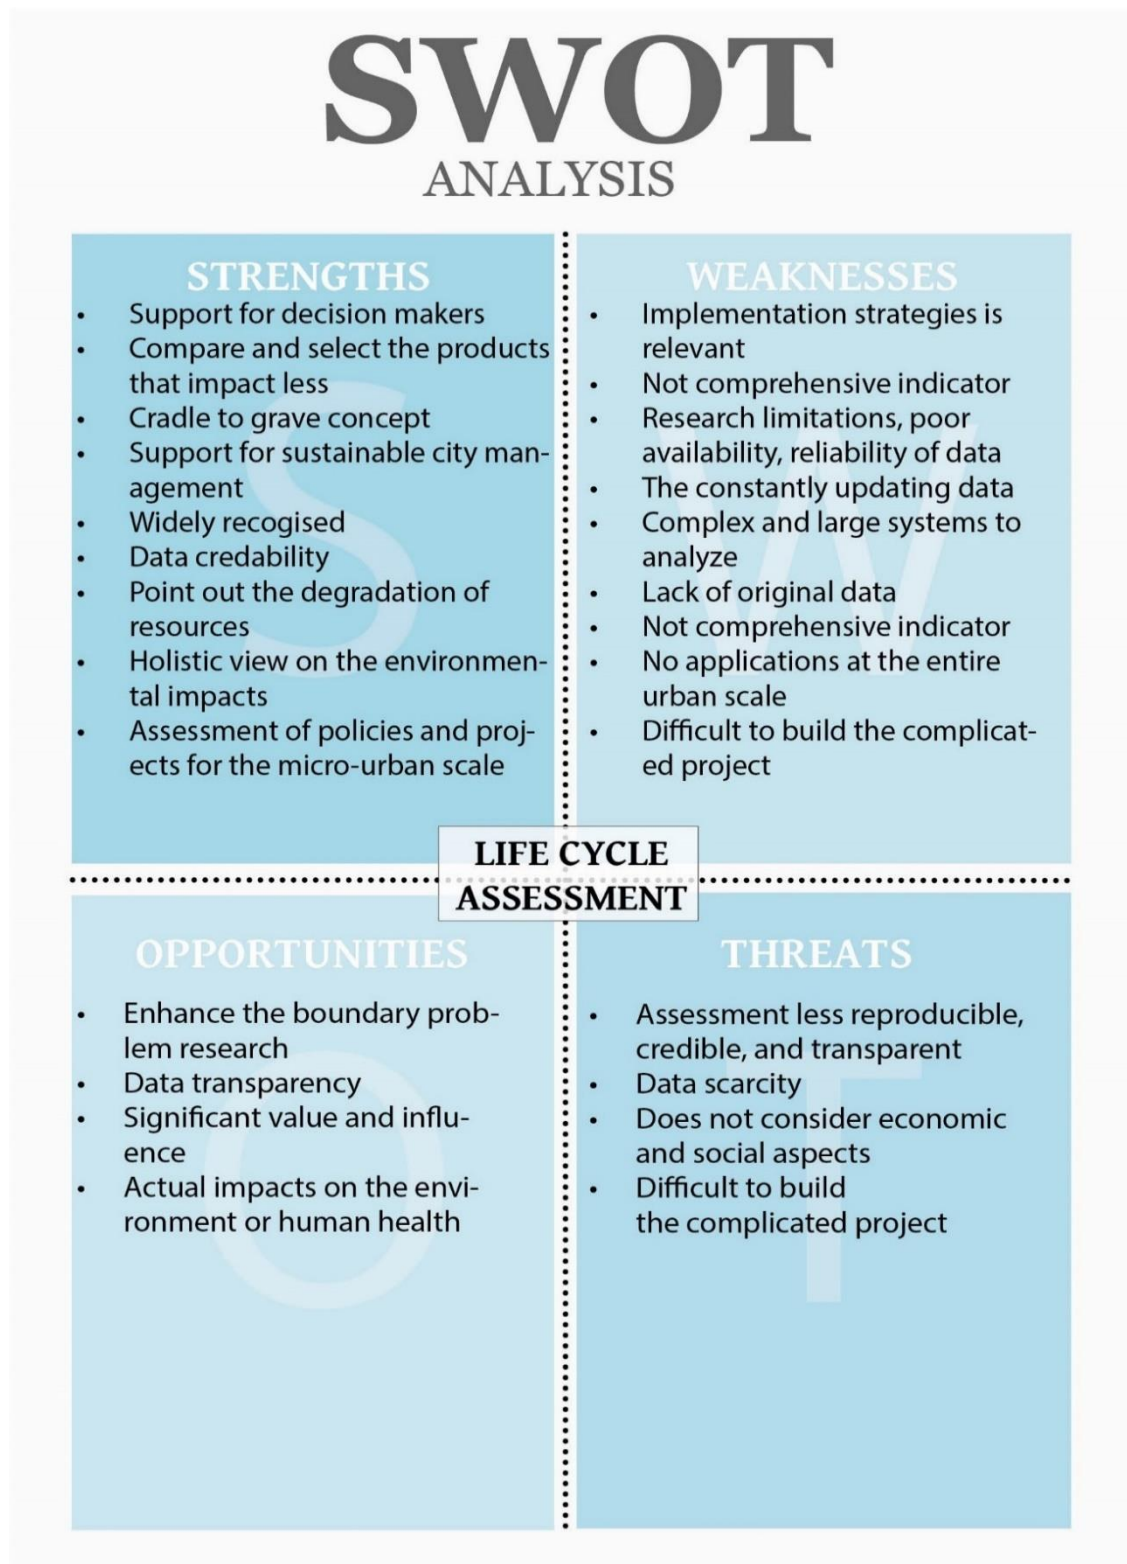 SWOT
ANALYSIS
STRENGTHS
• Support for decision makers
• Compare and select the products
that impact less
• Cradle to grave concept
• Support for sustainable city man-
agement
• Widely recogised
• Data credability
• Point out the degradation of
resources
• Holistic view on the environmen-
tal impacts
• Assessment of policies and proj-
ects for the micro-urban scale
S
WEAKNESSES
• Implementation strategies is
relevant
• Not comprehensive indicator
• Research limitations, poor
availability, reliability of data
• The constantly updating data
• Complex and large systems to
analyze
• Lack of original data
• Not comprehensive indicator
• No applications at the entire
urban scale
• Difficult to build the complicat-
ed project
W
LIFE CYCLE
ASSESSMENT
OPPORTUNITIES
• Enhance the boundary prob-
lem research
• Data transparency
• Significant value and influ-
ence
• Actual impacts on the envi-
ronment or human health
O
THREATS
• Assessment less reproducible,
credible, and transparent
• Data scarcity
• Does not consider economic
and social aspects
• Difficult to build
the complicated project
T